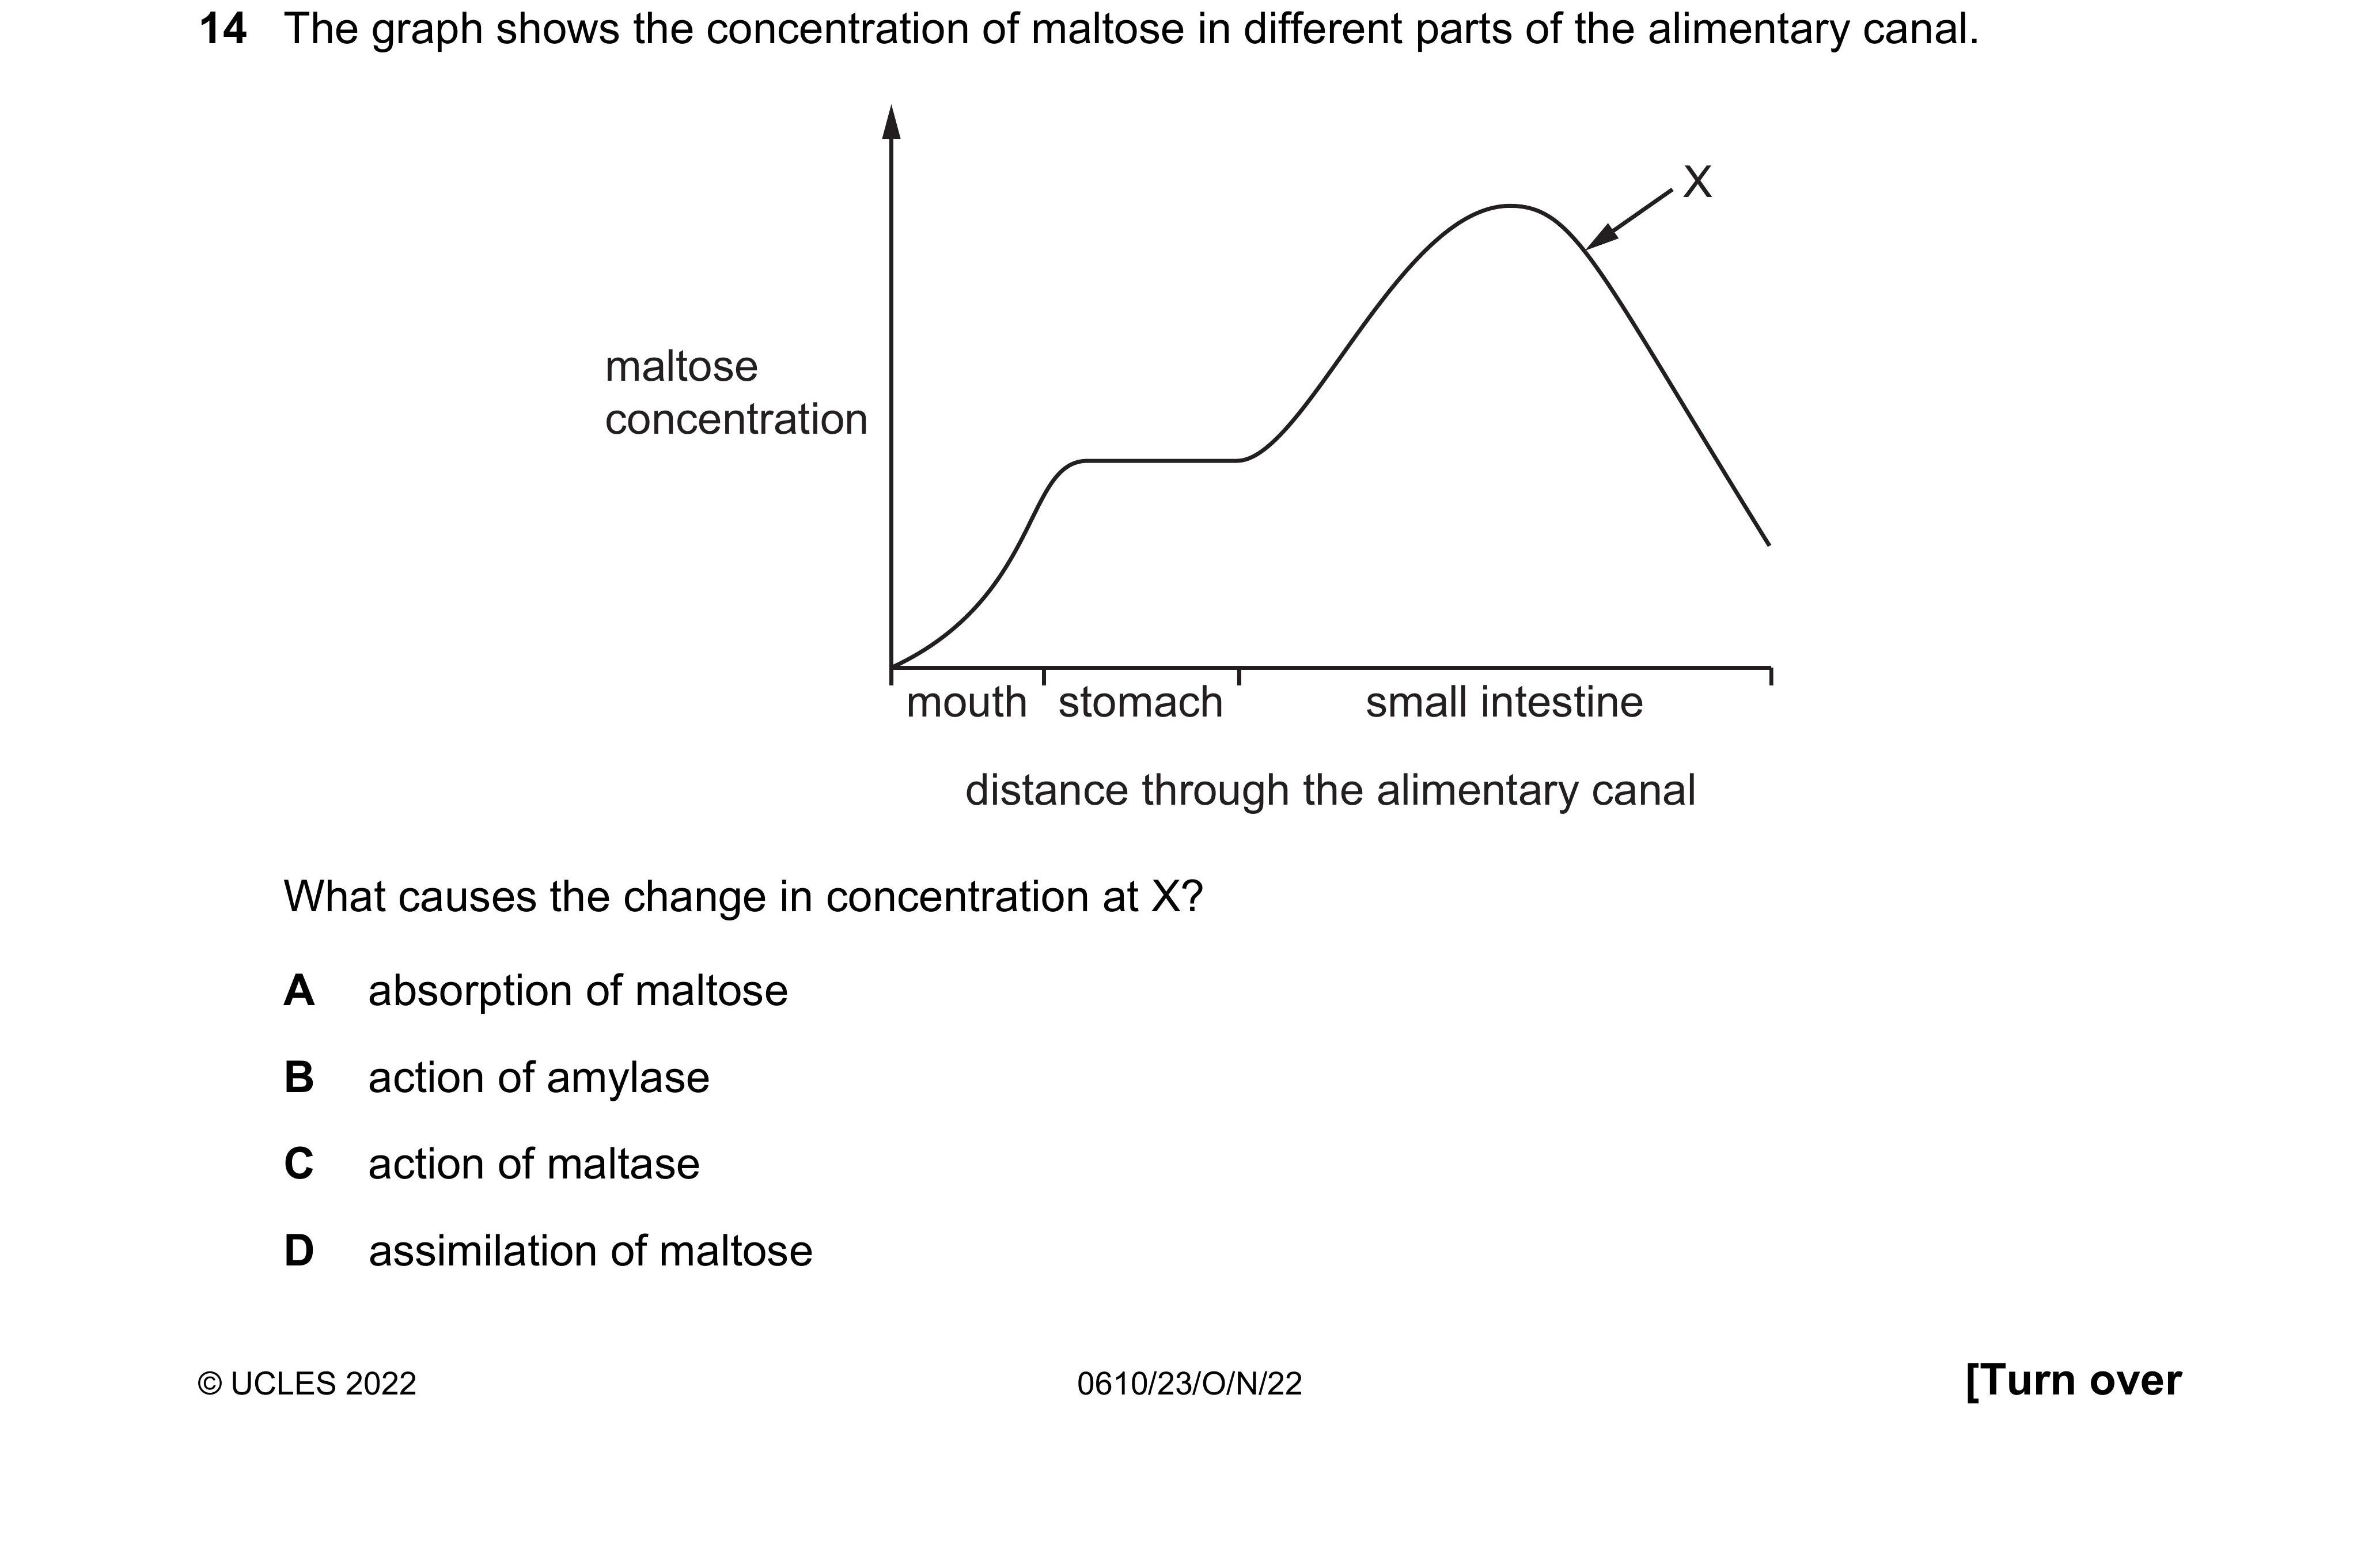 14 The graph shows the concentration of maltose in different parts of the alimentary canal.
X
maltose
concentration
mouth stomach small intestine
distance through the alimentary canal
What causes the change in concentration at X?
A absorption of maltose
B action of amylase
C action of maltase
D assimilation of maltose
© UCLES 2022 0610/23/O/N/22 [Turn over